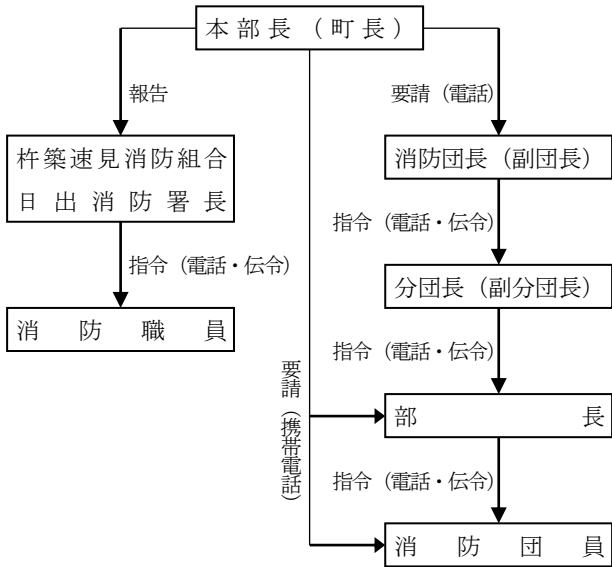 本部長（町長）
報告
要請（電話）
杵築速見消防組合
日出消防署長
消防団長（副団長）
指令（電話・伝令）
指令（電話・伝令）
分団長（副分団長）
消防職員
指令（電話・伝令）
要請（携帯電話）
部長
指令（電話・伝令）
消防団員